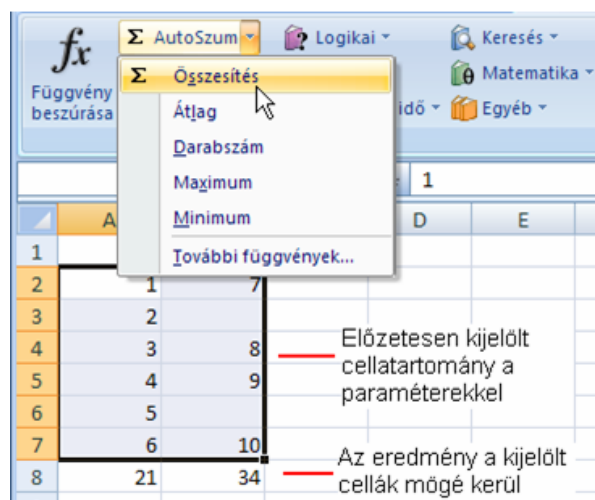 fx
Függvény
beszúrása
Σ AutoSzum
Logikai
Keresés
Matematika
idő
Egyéb
Σ Összesítés
Átlag
Darabszám
Maximum
Minimum
További függvények...
1
A D E
1
2 1 7
3 2
4 3 8
5 4 9
6 5
7 6 10
8 21 34
Előzetesen kijelölt
cellatartomány a
paraméterekkel
Az eredmény a kijelölt
cellák mögé kerül